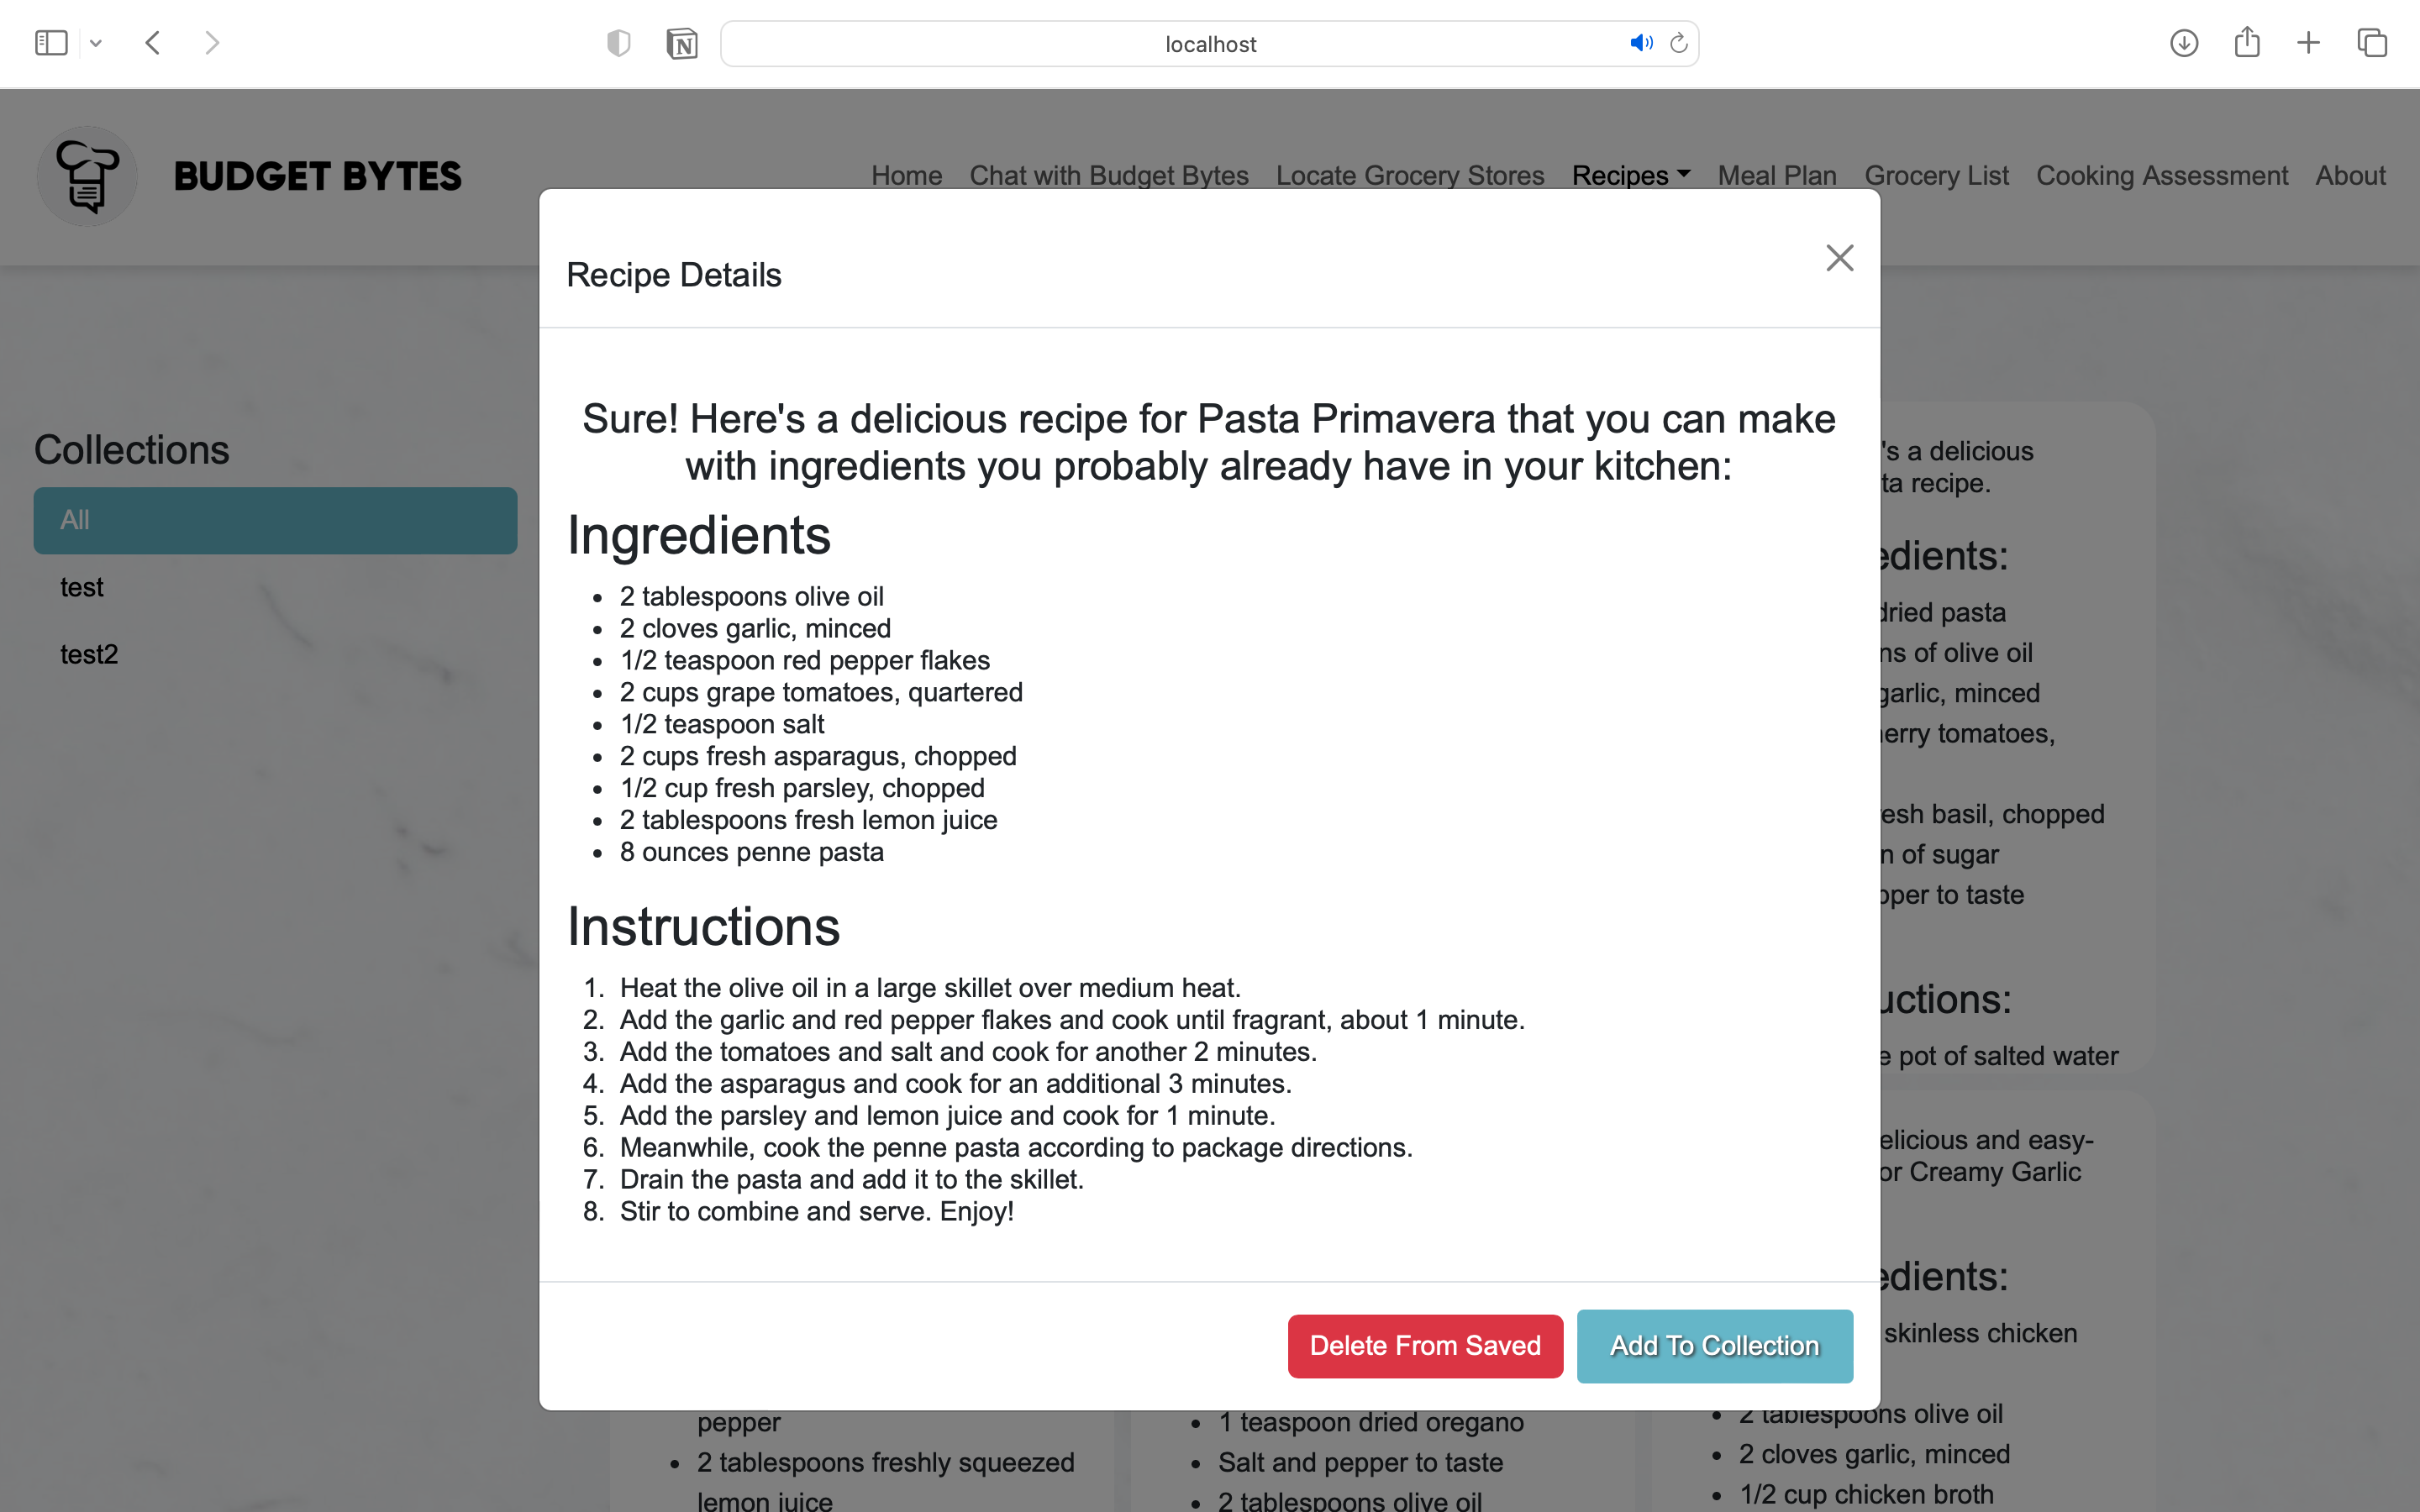 localhost
BUDGET BYTES
Home Chat with Budget Bytes Locate Grocery Stores Recipes Meal Plan Grocery List Cooking Assessment About
Collections
All
test
test2
Recipe Details
Sure! Here's a delicious recipe for Pasta Primavera that you can make
with ingredients you probably already have in your kitchen:
Ingredients
• 2 tablespoons olive oil
• 2 cloves garlic, minced
• 1/2 teaspoon red pepper flakes
• 2 cups grape tomatoes, quartered
• 1/2 teaspoon salt
• 2 cups fresh asparagus, chopped
• 1/2 cup fresh parsley, chopped
• 2 tablespoons fresh lemon juice
• 8 ounces penne pasta
Instructions
1. Heat the olive oil in a large skillet over medium heat.
2. Add the garlic and red pepper flakes and cook until fragrant, about 1 minute.
3. Add the tomatoes and salt and cook for another 2 minutes.
4. Add the asparagus and cook for an additional 3 minutes.
5. Add the parsley and lemon juice and cook for 1 minute.
6. Meanwhile, cook the penne pasta according to package directions.
7. Drain the pasta and add it to the skillet.
8. Stir to combine and serve. Enjoy!
Delete From Saved Add To Collection
's a delicious
ta recipe.
edients:
dried pasta
ns of olive oil
garlic, minced
erry tomatoes,
esh basil, chopped
n of sugar
pper to taste
uctions:
e pot of salted water
elicious and easy-
or Creamy Garlic
edients:
skinless chicken
• 2 tablespoons olive oil
• 2 cloves garlic, minced
• 1/2 cup chicken broth
pepper
• 2 tablespoons freshly squeezed
lemon juice
• 1 teaspoon dried oregano
• Salt and pepper to taste
• 2 tablespoons olive oil